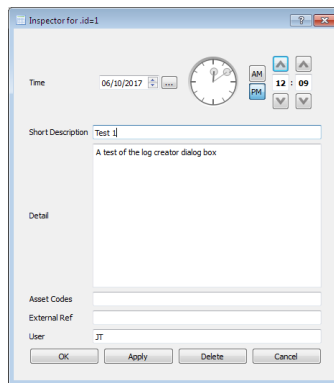 Inspector for .id=1
Time
06/10/2017
...
AM
PM
12 : 09
Short Description
Test 1
Detail
A test of the log creator dialog box
Asset Codes
External Ref
User
JT
OK
Apply
Delete
Cancel